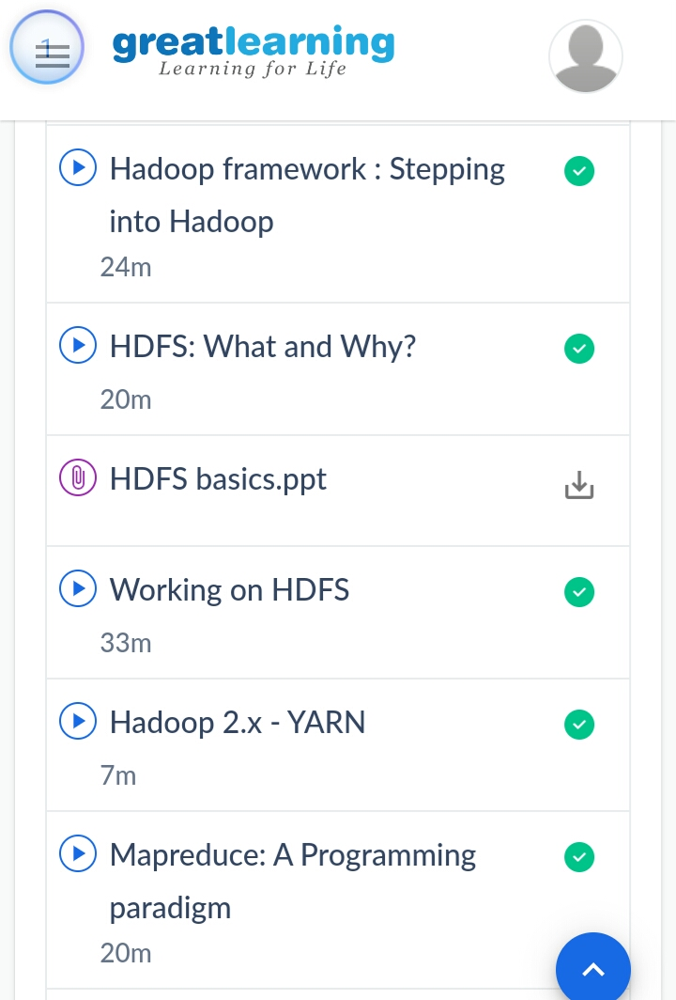 1
greatlearning
Learning for Life
Hadoop framework : Stepping
into Hadoop
24m
HDFS: What and Why?
20m
HDFS basics.ppt
Working on HDFS
33m
Hadoop 2.x - YARN
7m
Mapreduce: A Programming
paradigm
20m